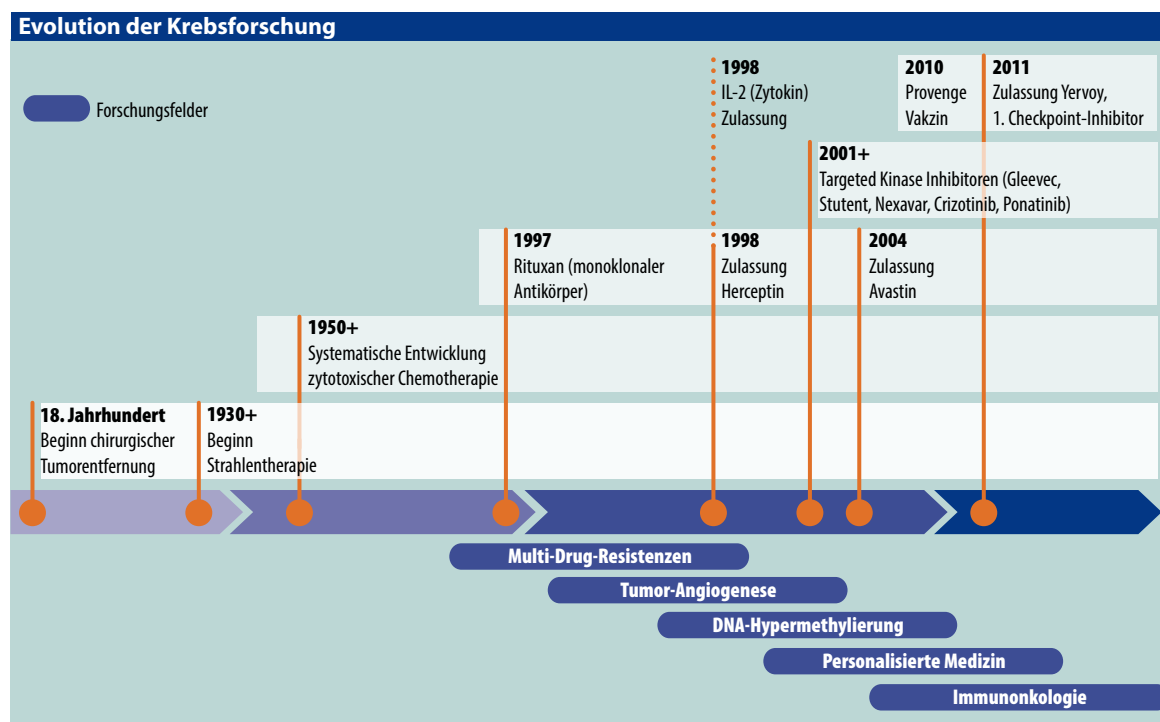 Evolution der Krebsforschung
Forschungsfelder
1998
IL-2 (Zytokin)
Zulassung
2010
Provenge
Vakzin
2011
Zulassung Yervoy,
1. Checkpoint-Inhibitor
2001+
Targeted Kinase Inhibitoren (Gleevec,
Stutent, Nexavar, Crizotinib, Ponatinib)
1997
Rituxan (monoklonaler
Antikörper)
1998
Zulassung
Herceptin
2004
Zulassung
Avastin
1950+
Systematische Entwicklung
zytotoxischer Chemotherapie
18. Jahrhundert
Beginn chirurgischer
Tumorentfernung
1930+
Beginn
Strahlentherapie
Multi-Drug-Resistenzen
Tumor-Angiogenese
DNA-Hypermethylierung
Personalisierte Medizin
Immunonkologie